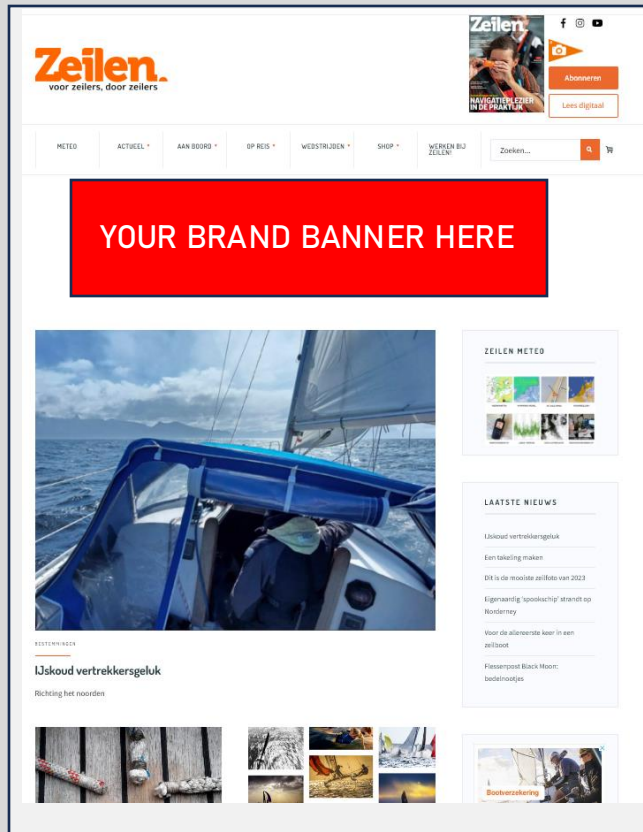 Zeilen.
voor zeilers, door zeilers
Zeilen.
NAVIGATIEPLEZIER
IN DE PRAKTIJK
Abonneren
Lees digitaal
METEO
ACTUEEL
AAN BOORD
OP REIS
WEDSTRIJDEN
SHOP
WERKEN BIJ
ZEILEN!
Zoeken...
YOUR BRAND BANNER HERE
ZEILEN METEO
LAATSTE NIEUWS
IJskoud vertrekkersgeluk
Een takeling maken
Dit is de mooiste zeilfoto van 2023
Eigenaardig 'spookschip' strandt op
Norderney
Voor de allereerste keer in een
zeilboot
Flessenpost Black Moon:
bedelnootjes
BESTEMMINGEN
IJskoud vertrekkersgeluk
Richting het noorden
Bootverzekering